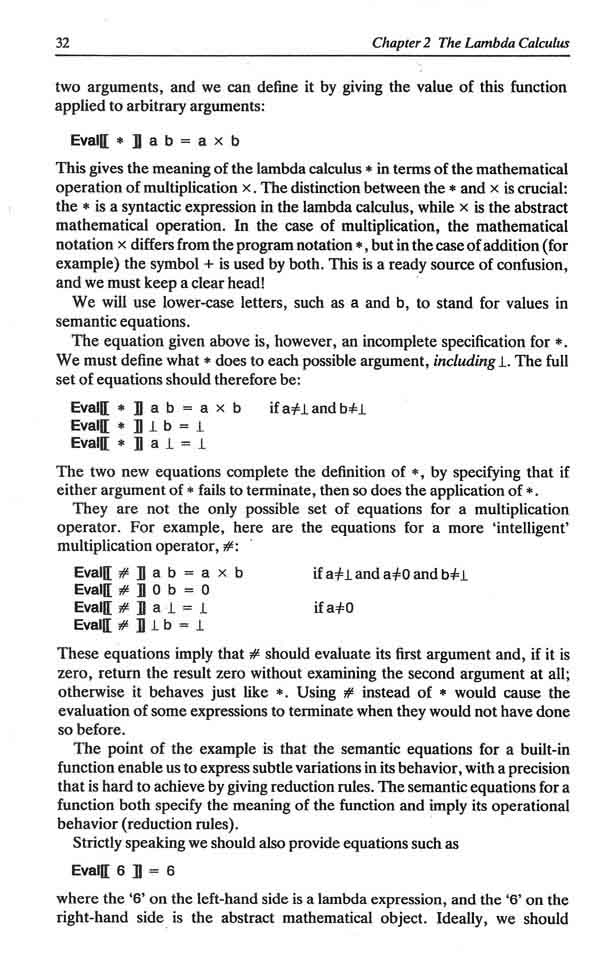 32 Chapter 2 The Lambda Calculus
two arguments, and we can define it by giving the value of this function
applied to arbitrary arguments:
Eval⟦ * ⟧ a b = a × b
This gives the meaning of the lambda calculus * in terms of the mathematical
operation of multiplication ×. The distinction between the * and × is crucial:
the * is a syntactic expression in the lambda calculus, while × is the abstract
mathematical operation. In the case of multiplication, the mathematical
notation × differs from the program notation *, but in the case of addition (for
example) the symbol + is used by both. This is a ready source of confusion,
and we must keep a clear head!
We will use lower-case letters, such as a and b, to stand for values in
semantic equations.
The equation given above is, however, an incomplete specification for *.
We must define what * does to each possible argument, including ⊥. The full
set of equations should therefore be:
Eval⟦ * ⟧ a b = a × b if a≠⊥ and b≠⊥
Eval⟦ * ⟧ ⊥ b = ⊥
Eval⟦ * ⟧ a ⊥ = ⊥
The two new equations complete the definition of *, by specifying that if
either argument of * fails to terminate, then so does the application of *.
They are not the only possible set of equations for a multiplication
operator. For example, here are the equations for a more ‘intelligent’
multiplication operator, #:
Eval⟦ # ⟧ a b = a × b if a≠⊥ and a≠0 and b≠⊥
Eval⟦ # ⟧ 0 b = 0
Eval⟦ # ⟧ a ⊥ = ⊥ if a≠0
Eval⟦ # ⟧ ⊥ b = ⊥
These equations imply that # should evaluate its first argument and, if it is
zero, return the result zero without examining the second argument at all;
otherwise it behaves just like *. Using # instead of * would cause the
evaluation of some expressions to terminate when they would not have done
so before.
The point of the example is that the semantic equations for a built-in
function enable us to express subtle variations in its behavior, with a precision
that is hard to achieve by giving reduction rules. The semantic equations for a
function both specify the meaning of the function and imply its operational
behavior (reduction rules).
Strictly speaking we should also provide equations such as
Eval⟦ 6 ⟧ = 6
where the ‘6’ on the left-hand side is a lambda expression, and the ‘6’ on the
right-hand side is the abstract mathematical object. Ideally, we should